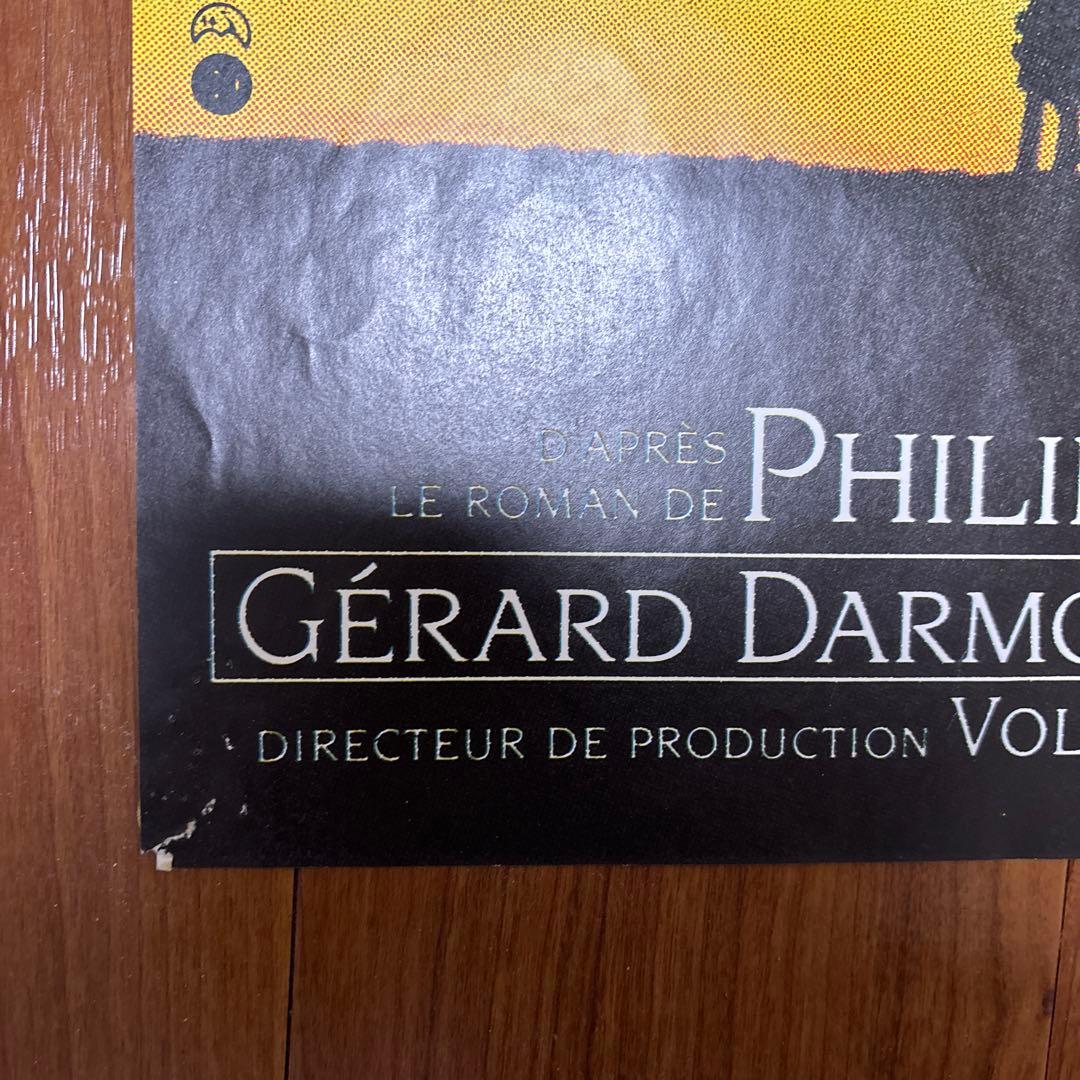 D'APRÈS
LE ROMAN DE PHILI
GÉRARD DARMO
DIRECTEUR DE PRODUCTION VOL